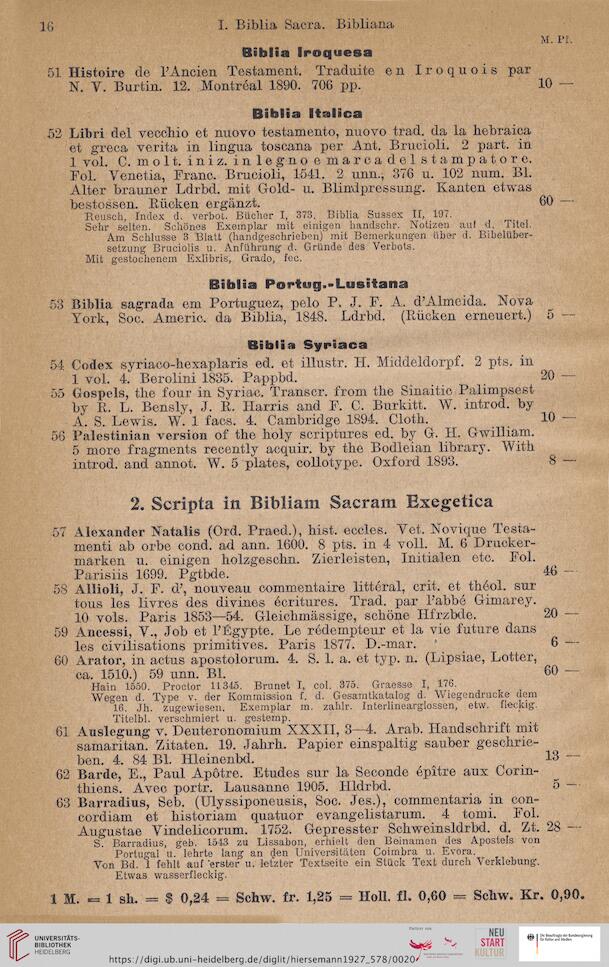 16
I. Biblia Sacra. Bibliana
M. Pf.
Biblia Iroquesa
51 Histoire de l'Ancien Testament. Traduite en Iroquois par
N. V. Burtin. 12. Montréal 1890. 706 pp. 10 —
Biblia Italica
52 Libri del vecchio et nuovo testamento, nuovo trad. da la hebraica
et greca verita in lingua toscana per Ant. Brucioli. 2 part. in
1 vol. C. molt. iniz. in legno e marca del stampatore.
Fol. Venetia, Franc. Brucioli, 1541. 2 unn., 376 u. 102 num. Bl.
Alter brauner Ldrbd. mit Gold- u. Blindpressung. Kanten etwas
bestossen. Rücken ergänzt. 60 —
Reusch, Index d. verbot. Bücher I, 373. Biblia Sussex II, 197.
Sehr selten. Schönes Exemplar mit einigen handschr. Notizen auf d. Titel.
Am Schlusse 3 Blatt (handgeschrieben) mit Bemerkungen über d. Bibelüber-
setzung Bruciolis u. Anführung d. Gründe des Verbots.
Mit gestochenem Exlibris, Grado, fec.
Biblia Portug.-Lusitana
53 Biblia sagrada em Portuguez, pelo P. J. F. A. d'Almeida. Nova
York, Soc. Americ. da Biblia, 1848. Ldrbd. (Rücken erneuert.) 5 —
Biblia Syriaca
54 Codex syriaco-hexaplaris ed. et illustr. H. Middeldorpf. 2 pts. in
1 vol. 4. Berolini 1835. Pappbd. 20 —
55 Gospels, the four in Syriac. Transcr. from the Sinaitic Palimpsest
by R. L. Bensly, J. R. Harris and F. C. Burkitt. W. introd. by
A. S. Lewis. W. 1 facs. 4. Cambridge 1894. Cloth. 10 —
56 Palestinian version of the holy scriptures ed. by G. H. Gwilliam.
5 more fragments recently acquir. by the Bodleian library. With
introd. and annot. W. 5 plates, collotype. Oxford 1893. 8 —
2. Scripta in Bibliam Sacram Exegetica
57 Alexander Natalis (Ord. Praed.), hist. eccles. Vet. Novique Testa-
menti ab orbe cond. ad ann. 1600. 8 pts. in 4 voll. M. 6 Drucker-
marken u. einigen holzgeschn. Zierleisten, Initialen etc. Fol.
Parisiis 1699. Pgtbde. 46 —
58 Allioli, J. F. d', nouveau commentaire littéral, crit. et théol. sur
tous les livres des divines écritures. Trad. par l'abbé Gimarey.
10 vols. Paris 1853—54. Gleichmässige, schöne Hfrzbde. 20 —
59 Ancessi, V., Job et l'Égypte. Le rédempteur et la vie future dans
les civilisations primitives. Paris 1877. D.-mar. 6 —
60 Arator, in actus apostolorum. 4. S. l. a. et typ. n. (Lipsiae, Lotter,
ca. 1510.) 59 unn. Bl. 60 —
Hain 1550. Proctor 11345. Brunet I, col. 375. Graesse I, 176.
Wegen d. Type v. der Kommission f. d. Gesamtkatalog d. Wiegendrucke dem
16. Jh. zugewiesen. Exemplar m. zahlr. Interlinearglossen, etw. fleckig.
Titelbl. verschmiert u. gestemp.
61 Auslegung v. Deuteronomium XXXII, 3—4. Arab. Handschrift mit
samaritan. Zitaten. 19. Jahrh. Papier einspaltig sauber geschrie-
ben. 4. 84 Bl. Hleinenbd. 13 —
62 Barde, E., Paul Apôtre. Etudes sur la Seconde épître aux Corin-
thiens. Avec portr. Lausanne 1905. Hldrbd. 5 —
63 Barradius, Seb. (Ulyssiponeusis, Soc. Jes.), commentaria in con-
cordiam et historiam quatuor evangelistarum. 4 tomi. Fol.
Augustae Vindelicorum. 1752. Gepresster Schweinsldrbd. d. Zt. 28 —
S. Barradius, geb. 1543 zu Lissabon, erhielt den Beinamen des Apostels von
Portugal u. lehrte lang an den Universitäten Coimbra u. Evora.
Von Bd. 1 fehlt auf erster u. letzter Textseite ein Stück Text durch Verklebung.
Etwas wasserfleckig.
1 M. = 1 sh. = $ 0,24 = Schw. fr. 1,25 = Holl. fl. 0,60 = Schw. Kr. 0,90.
UNIVERSITÄTS-
BIBLIOTHEK
HEIDELBERG
https://digi.ub.uni-heidelberg.de/diglit/hiersemann1927_578/0020
NEU
START
KULTUR